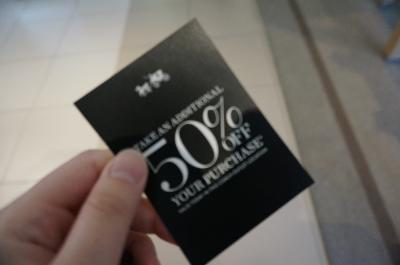 TAKE AN ADDITIONAL
50% OFF
YOUR PURCHASE